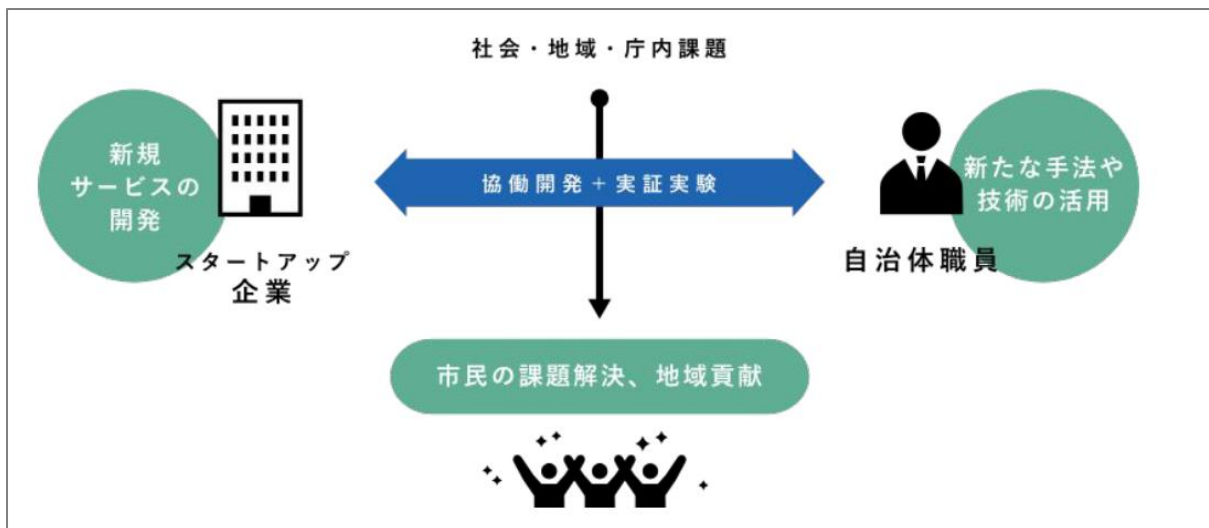 社会・地域・庁内課題
新規
サービスの
開発
スタートアップ
企業
協働開発＋実証実験
新たな手法や
技術の活用
自治体職員
市民の課題解決、地域貢献